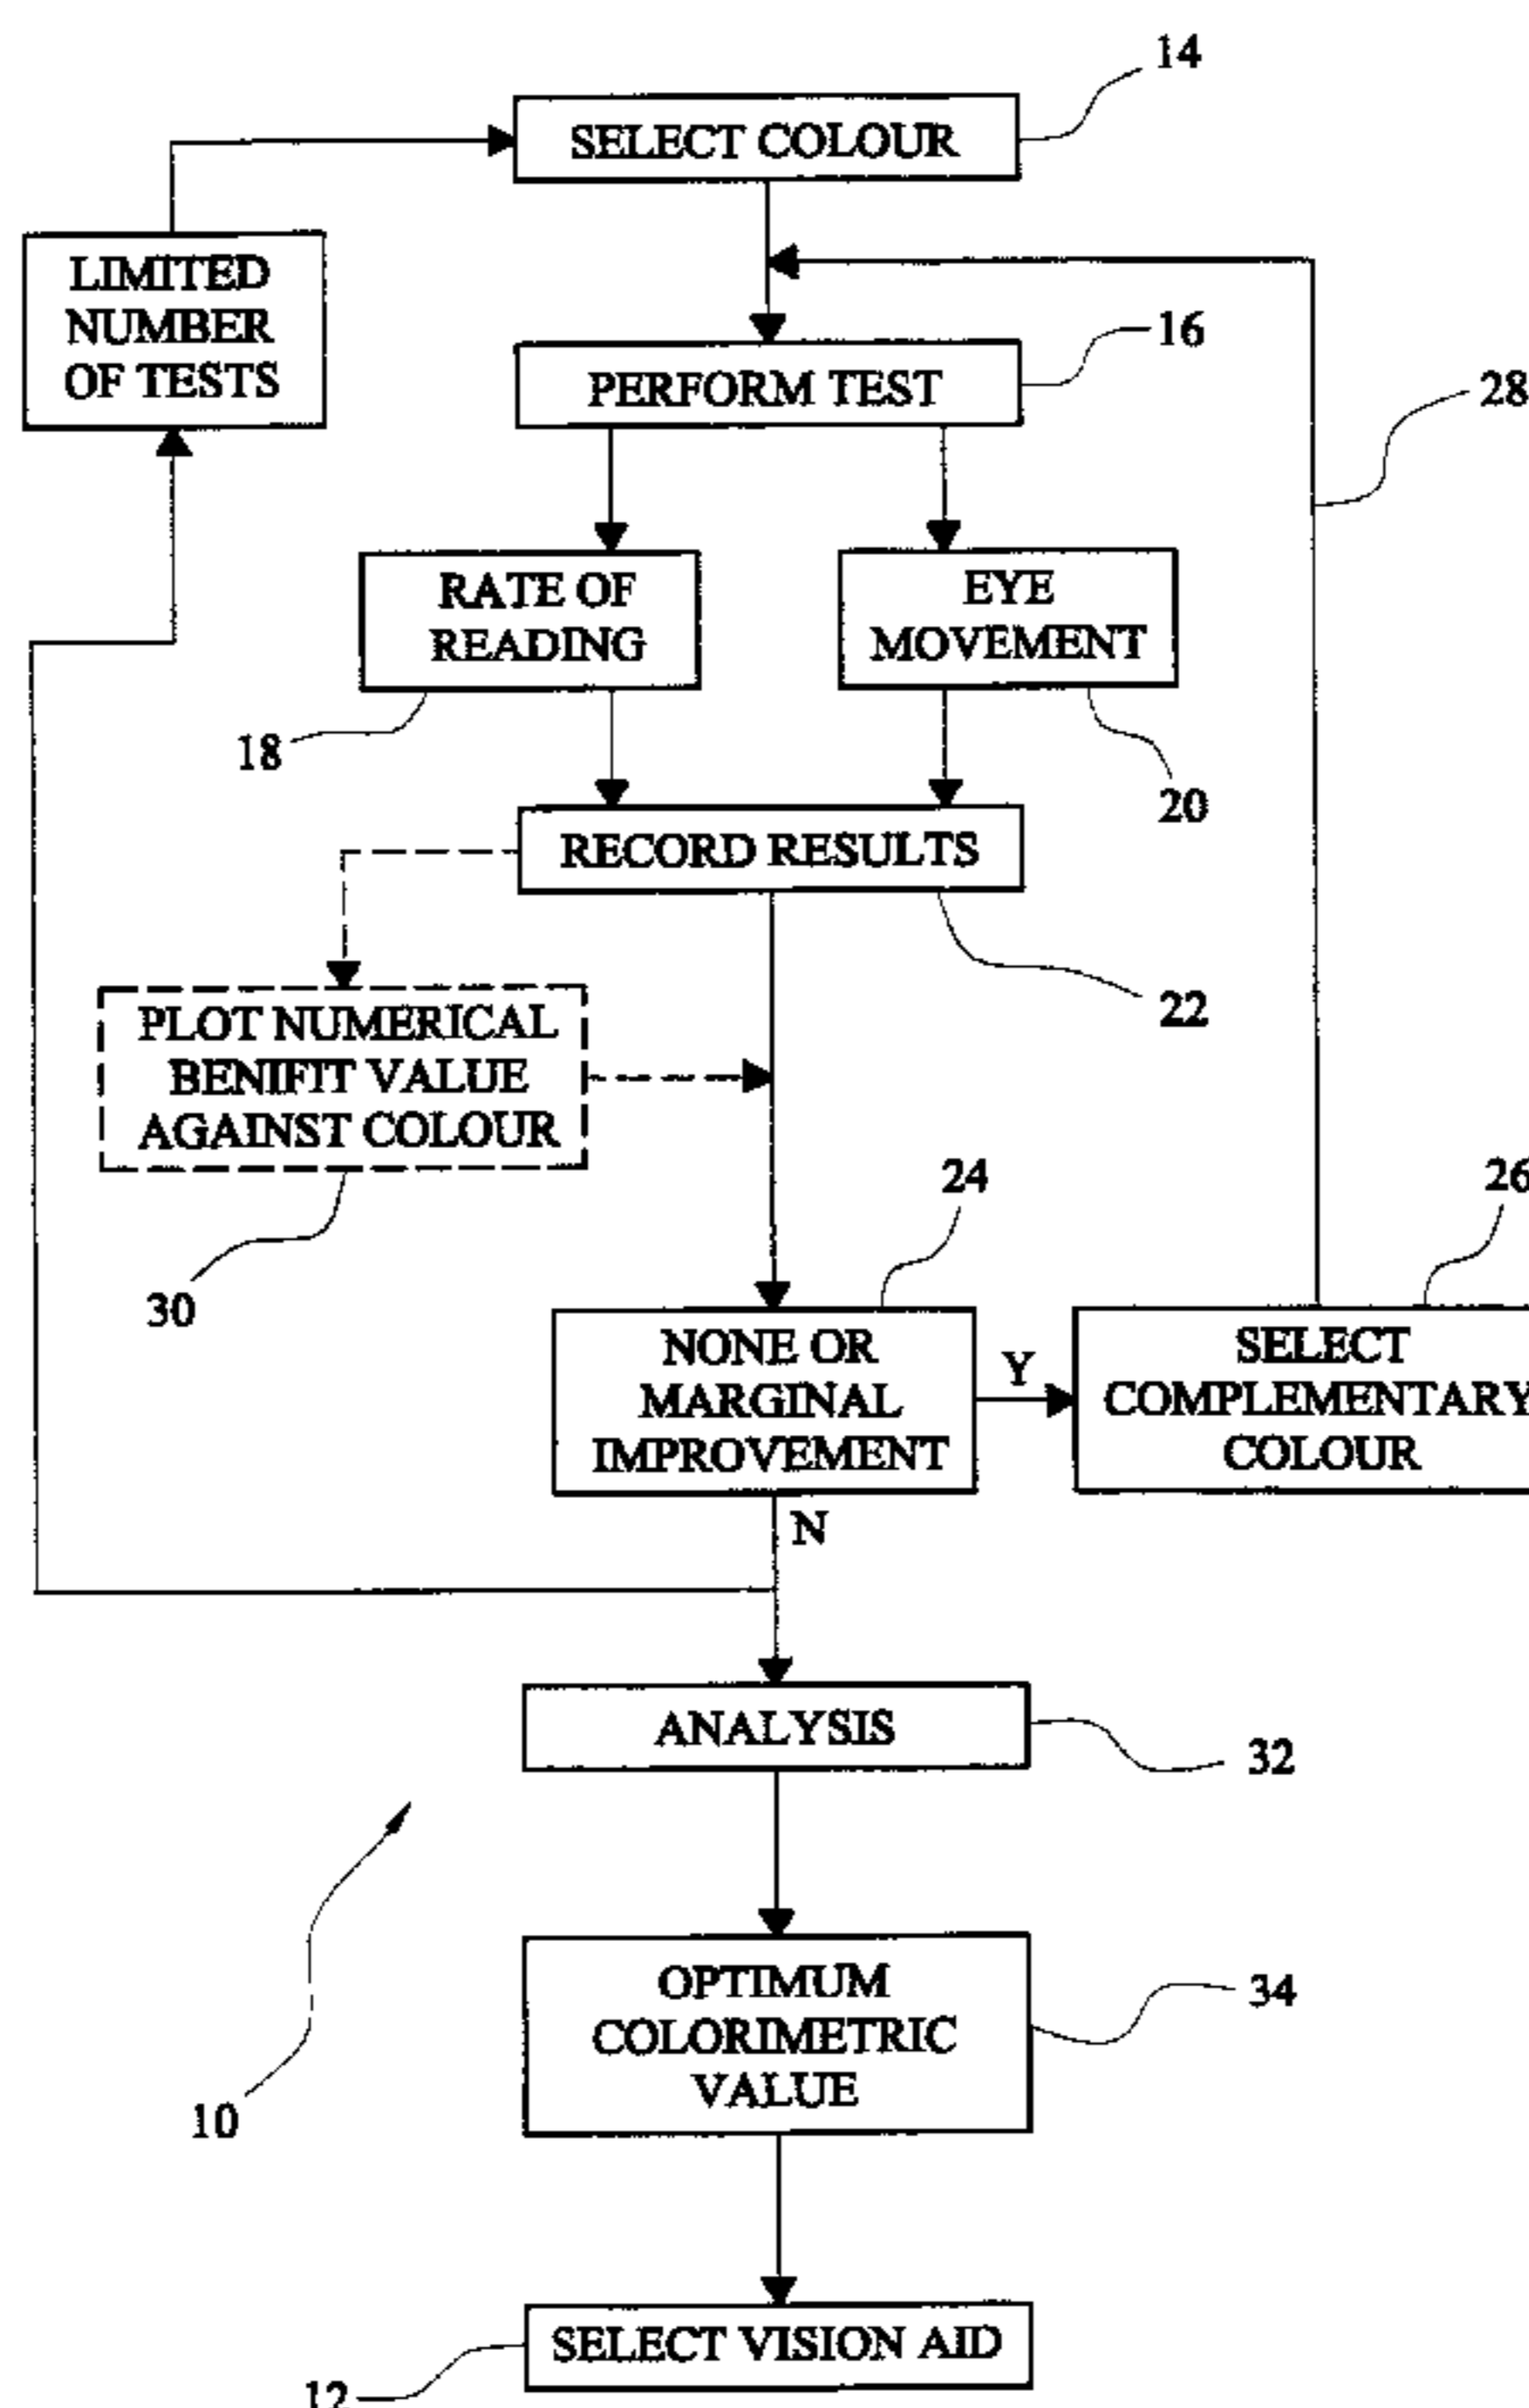 14
SELECT COLOUR
LIMITED
NUMBER
OF TESTS
16
PERFORM TEST
28
RATE OF
READING
EYE
MOVEMENT
18
20
RECORD RESULTS
22
PLOT NUMERICAL
BENIFIT VALUE
AGAINST COLOUR
30
24
26
NONE OR
MARGINAL
IMPROVEMENT
Y
SELECT
COMPLEMENTARY
COLOUR
N
ANALYSIS
32
OPTIMUM
COLORIMETRIC
VALUE
34
10
SELECT VISION AID
12